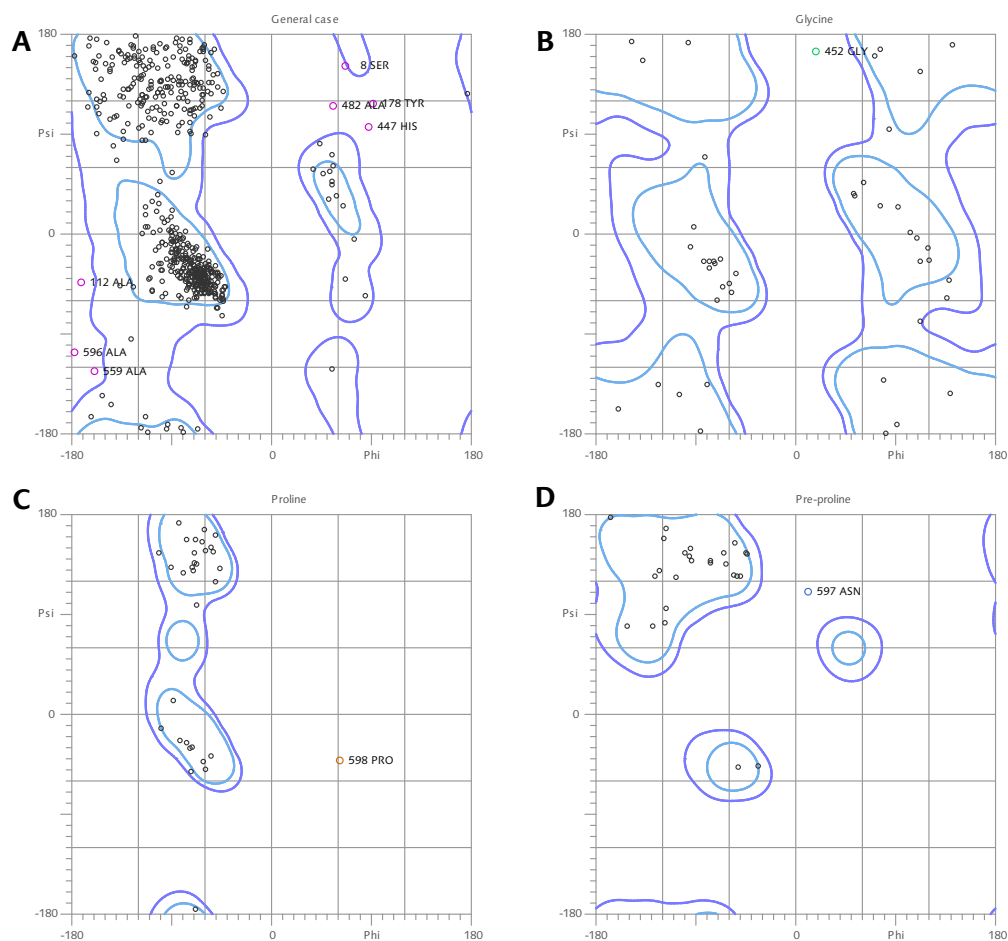 General case
Glycine
A
B
180
8 SER
482 ALA
178 TYR
447 HIS
Psi
0
112 ALA
596 ALA
559 ALA
-180
-180
0
Phi
180
180
452 GLY
Psi
0
-180
-180
0
Phi
180
Proline
Pre-proline
C
D
180
Psi
0
598 PRO
-180
-180
0
Phi
180
180
597 ASN
Psi
0
-180
-180
0
Phi
180